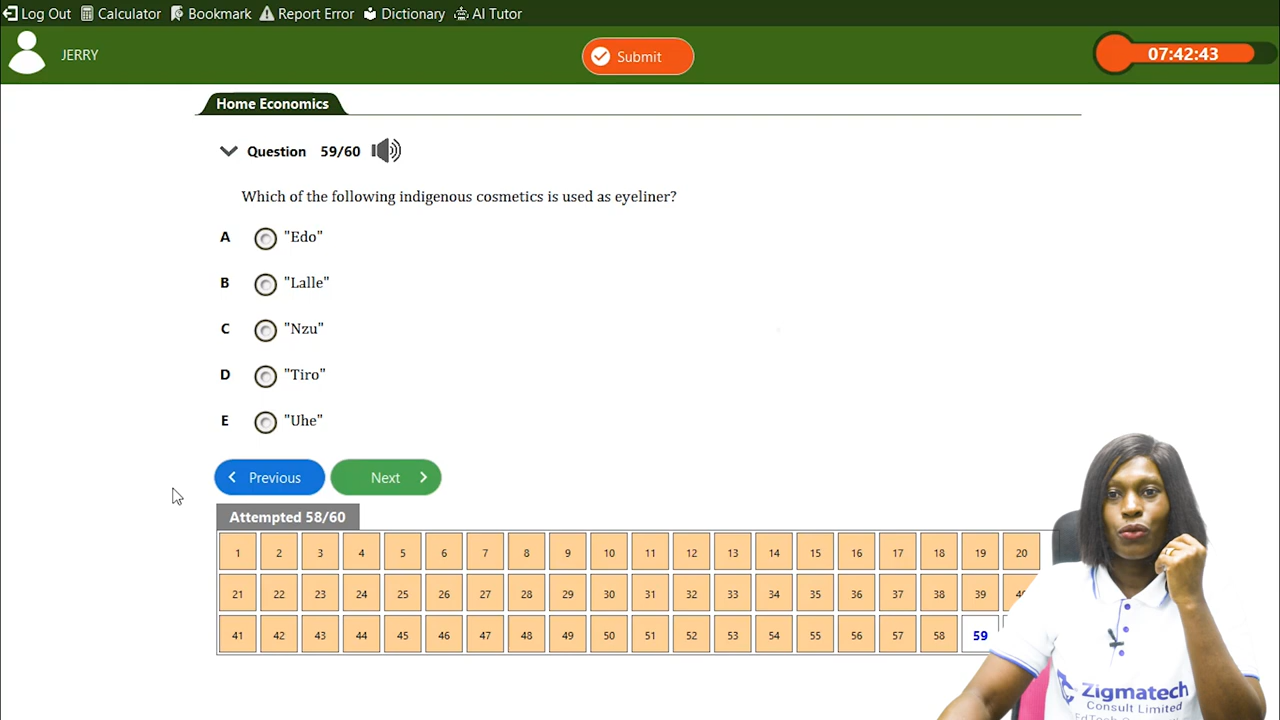 Log Out Calculator Bookmark Report Error Dictionary AI Tutor
JERRY
Submit
07:42:43
Home Economics
Question 59/60
Which of the following indigenous cosmetics is used as eyeliner?
A "Edo"
B "Lalle"
C "Nzu"
D "Tiro"
E "Uhe"
Previous
Next
Attempted 58/60
1 2 3 4 5 6 7 8 9 10 11 12 13 14 15 16 17 18 19 20
21 22 23 24 25 26 27 28 29 30 31 32 33 34 35 36 37 38 39
41 42 43 44 45 46 47 48 49 50 51 52 53 54 55 56 57 58 59
Zigmatech
Consult Limited